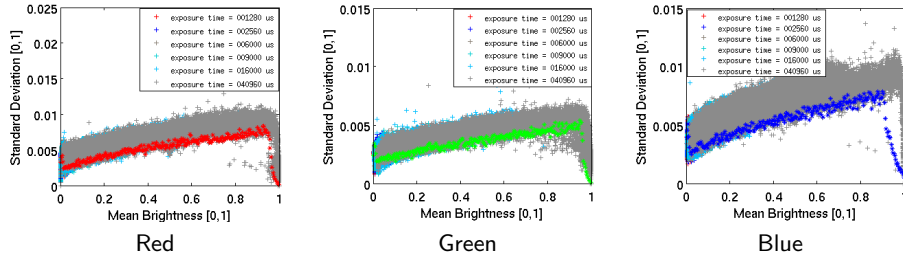 0.025
0.02
0.015
0.01
0.005
0
Standard Deviation [0,1]
exposure time = 001280 us
exposure time = 002560 us
exposure time = 006000 us
exposure time = 009000 us
exposure time = 016000 us
exposure time = 040960 us
0 0.2 0.4 0.6 0.8 1
Mean Brightness [0,1]
Red
0.015
0.01
0.005
0
Standard Deviation [0,1]
exposure time = 001280 us
exposure time = 002560 us
exposure time = 006000 us
exposure time = 009000 us
exposure time = 016000 us
exposure time = 040960 us
0 0.2 0.4 0.6 0.8 1
Mean Brightness [0,1]
Green
0.015
0.01
0.005
0
Standard Deviation [0,1]
exposure time = 001280 us
exposure time = 002560 us
exposure time = 006000 us
exposure time = 009000 us
exposure time = 016000 us
exposure time = 040960 us
0 0.2 0.4 0.6 0.8 1
Mean Brightness [0,1]
Blue